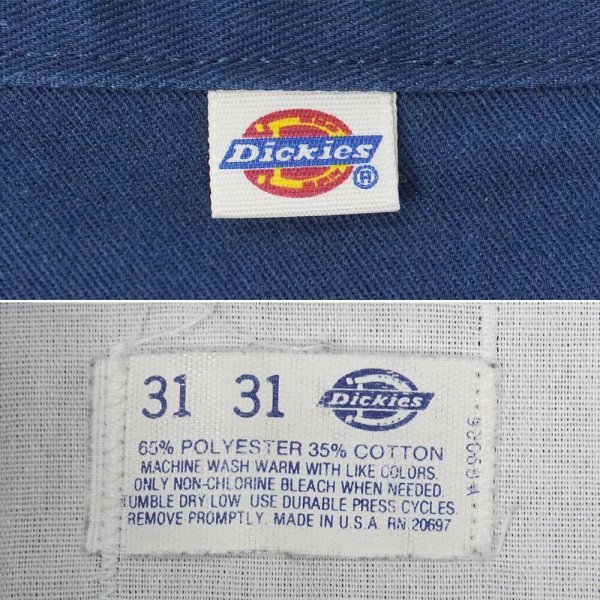 Dickies
®
31 31 Dickies
65% POLYESTER 35% COTTON
MACHINE WASH WARM WITH LIKE COLORS.
ONLY NON-CHLORINE BLEACH WHEN NEEDED.
TUMBLE DRY LOW. USE DURABLE PRESS CYCLES.
REMOVE PROMPTLY. MADE IN U.S.A. RN 20697